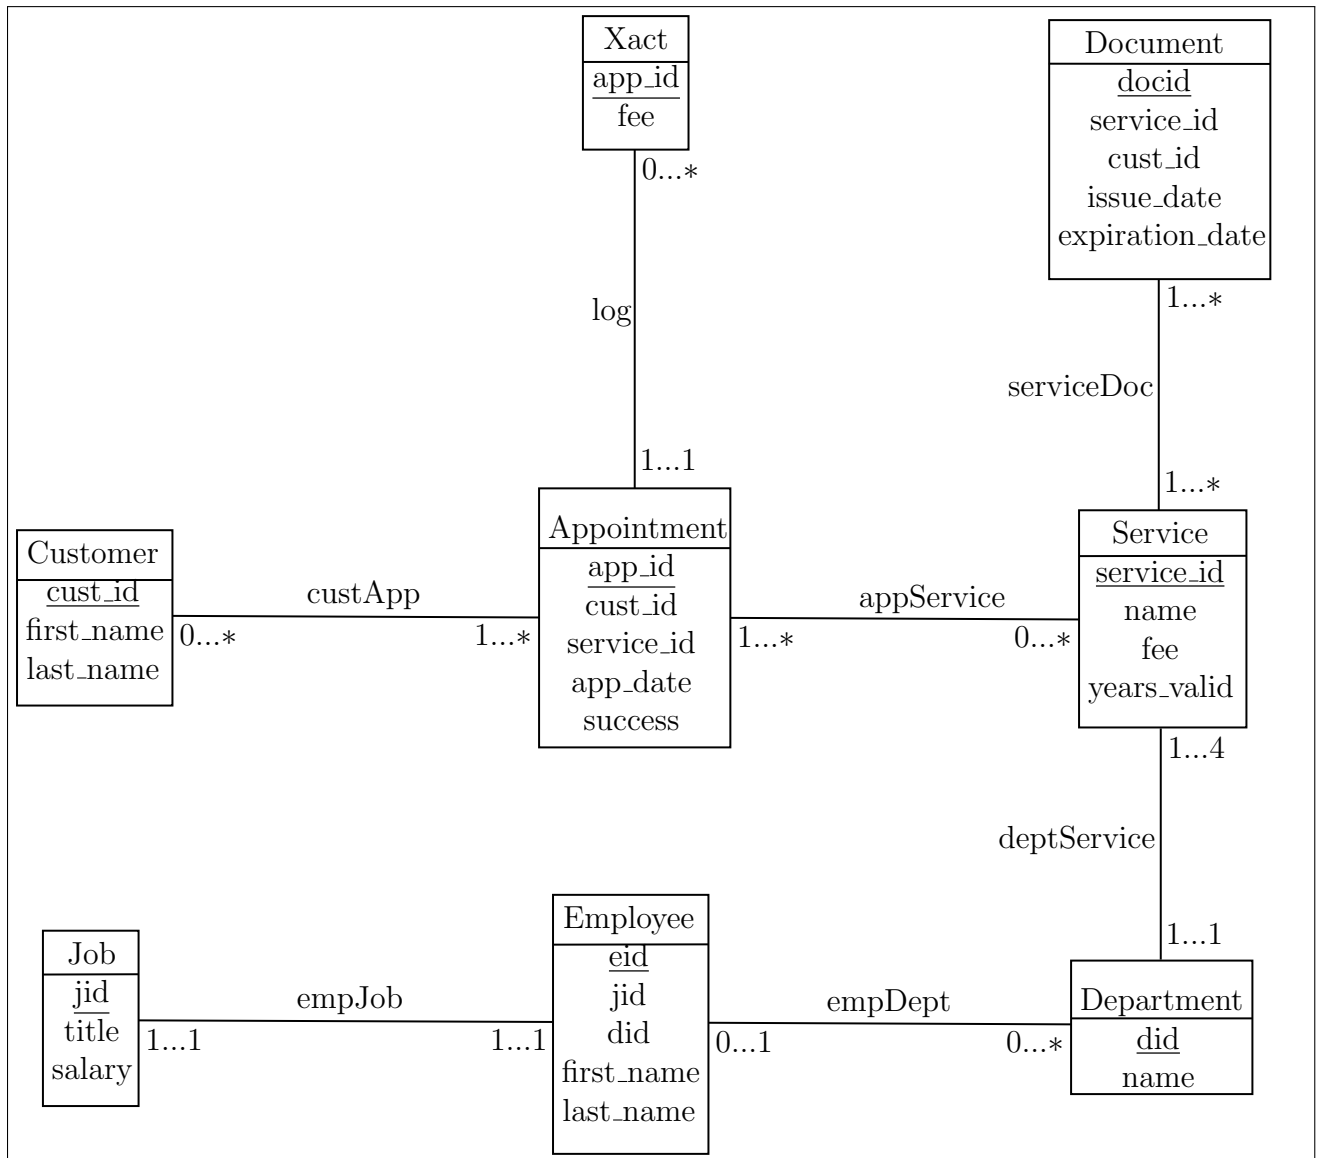 Xact
app_id
fee
0...*
log
1...1
Document
docid
service_id
cust_id
issue_date
expiration_date
1...*
serviceDoc
1...*
Customer
cust_id
first_name
last_name
0...*
custApp
1...*
Appointment
app_id
cust_id
service_id
app_date
success
1...*
appService
0...*
Service
service_id
name
fee
years_valid
1...4
deptService
1...1
Job
jid
title
salary
1...1
empJob
1...1
Employee
eid
jid
did
first_name
last_name
0...1
empDept
0...*
Department
did
name